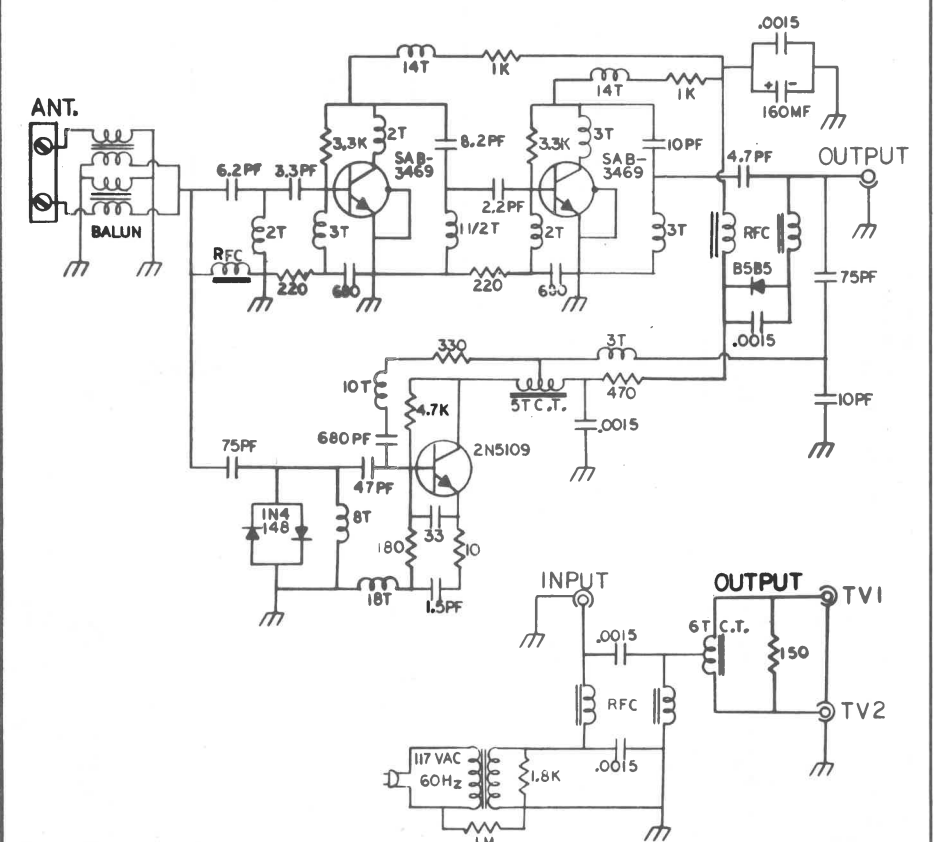 .0015
14T
1K
14T
1K
+ -
160MF
ANT.
2T
3T
3.3K
8.2PF
3.3K
10PF
6.2PF
3.3PF
SAB-
3469
SAB-
3469
4.7PF
OUTPUT
2.2PF
BALUN
2T
3T
1 1/2T
2T
3T
RFC
RFC
220
680
220
680
B5B5
75PF
.0015
330
3T
10T
4.7K
5T C.T.
470
10PF
680PF
.0015
2N5109
75PF
47PF
1N4
148
8T
33
180
10
18T
1.5PF
INPUT
OUTPUT
TV1
.0015
6T C.T.
150
RFC
TV2
117 VAC
60Hz
1.8K
.0015
1M